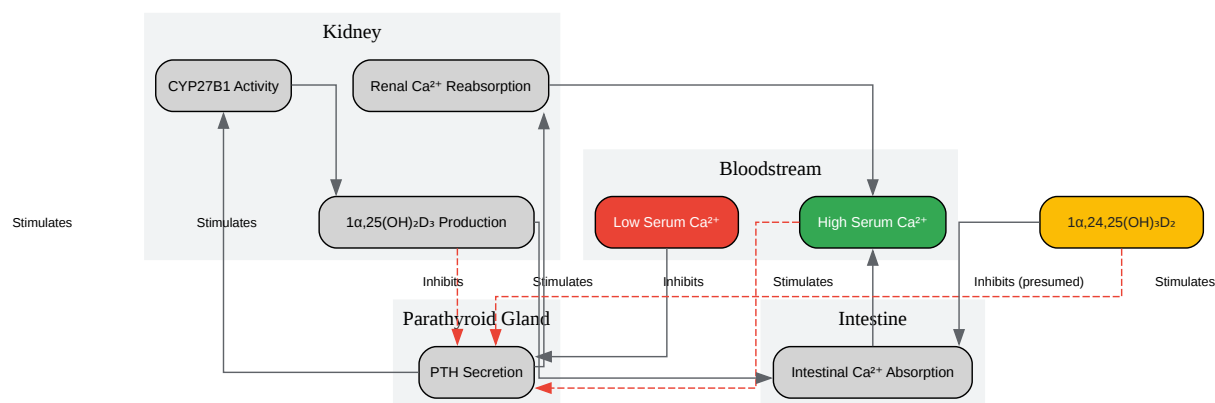 Kidney
CYP27B1 Activity
Renal Ca²⁺ Reabsorption
Bloodstream
Stimulates
Stimulates
1α,25(OH)₂D₃ Production
Low Serum Ca²⁺
High Serum Ca²⁺
1α,24,25(OH)₃D₂
Inhibits
Stimulates
Inhibits
Stimulates
Inhibits (presumed)
Stimulates
Parathyroid Gland
Intestine
PTH Secretion
Intestinal Ca²⁺ Absorption